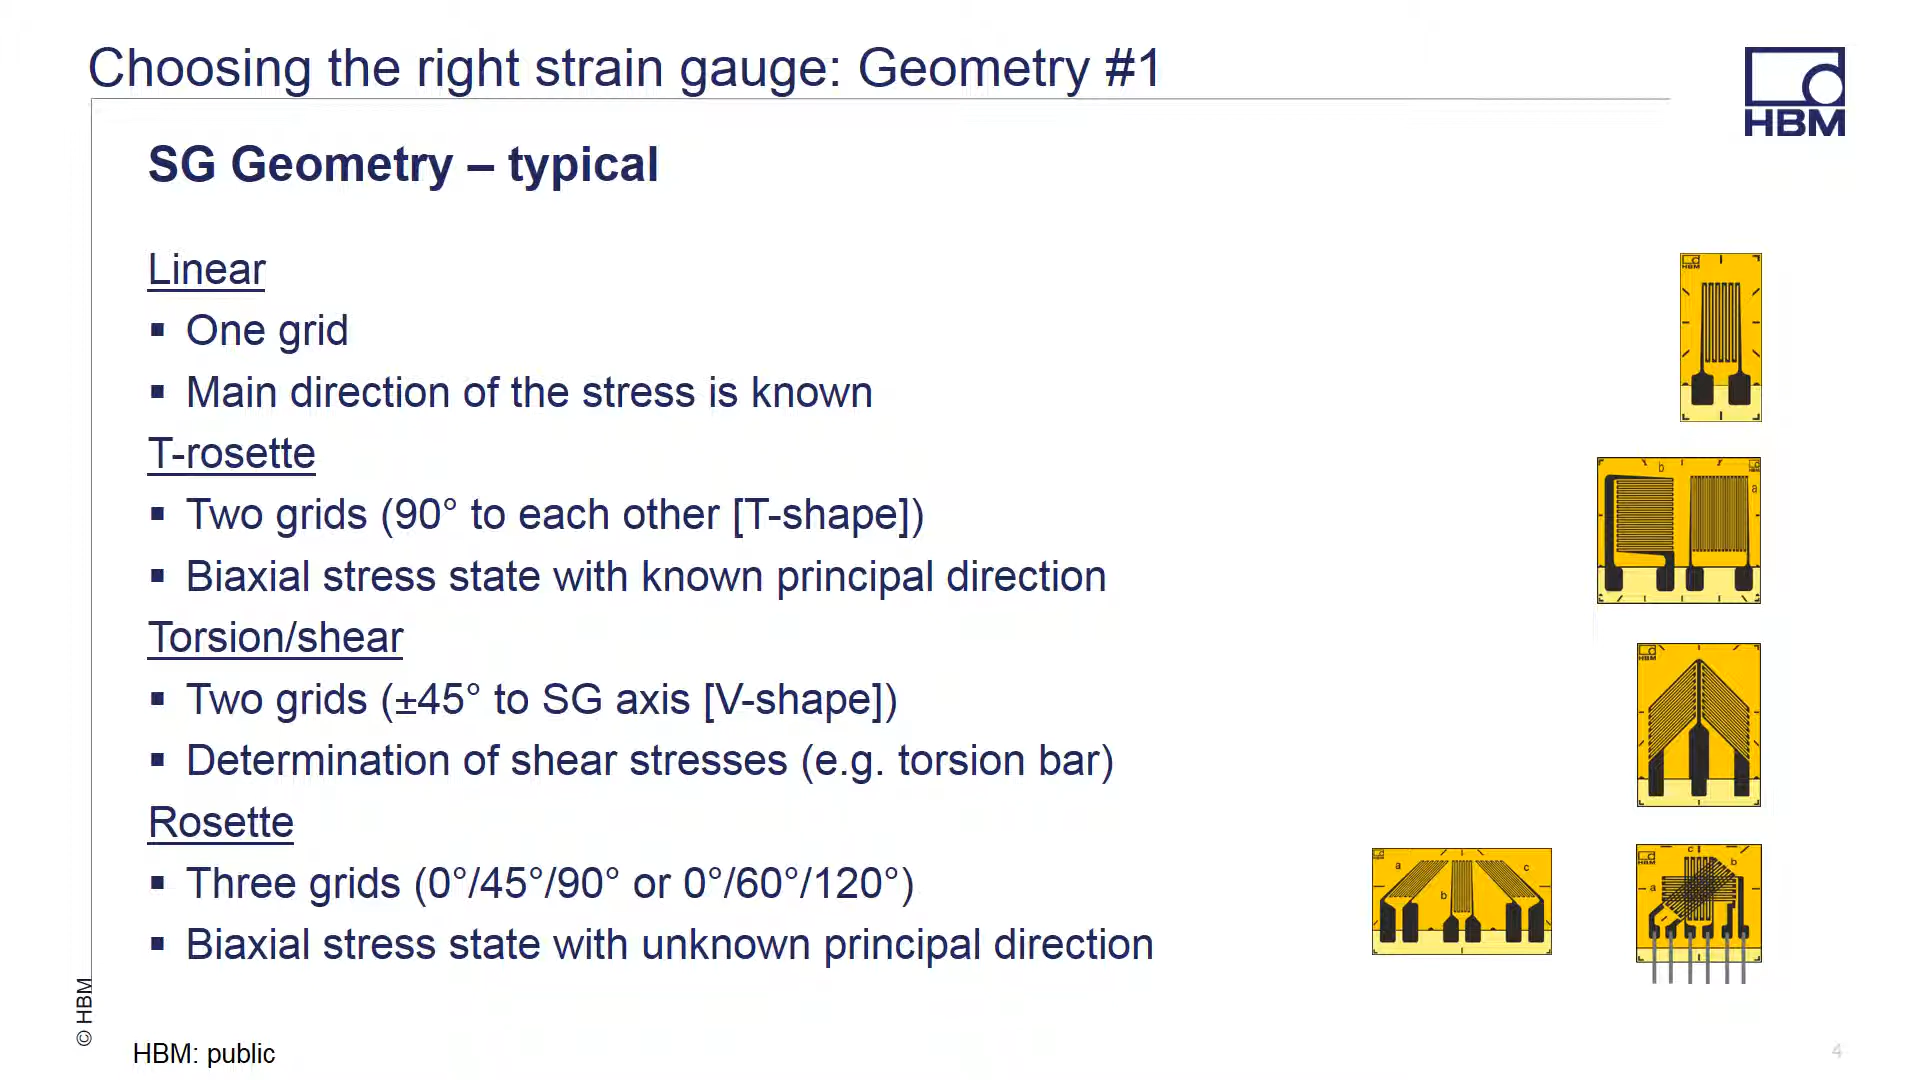 Choosing the right strain gauge: Geometry #1
HBM
SG Geometry – typical
Linear
▪ One grid
▪ Main direction of the stress is known
T-rosette
▪ Two grids (90° to each other [T-shape])
▪ Biaxial stress state with known principal direction
Torsion/shear
▪ Two grids (±45° to SG axis [V-shape])
▪ Determination of shear stresses (e.g. torsion bar)
Rosette
▪ Three grids (0°/45°/90° or 0°/60°/120°)
▪ Biaxial stress state with unknown principal direction
HBM
b
a
HBM
a
b
c
c
b
a
© HBM
HBM: public
4